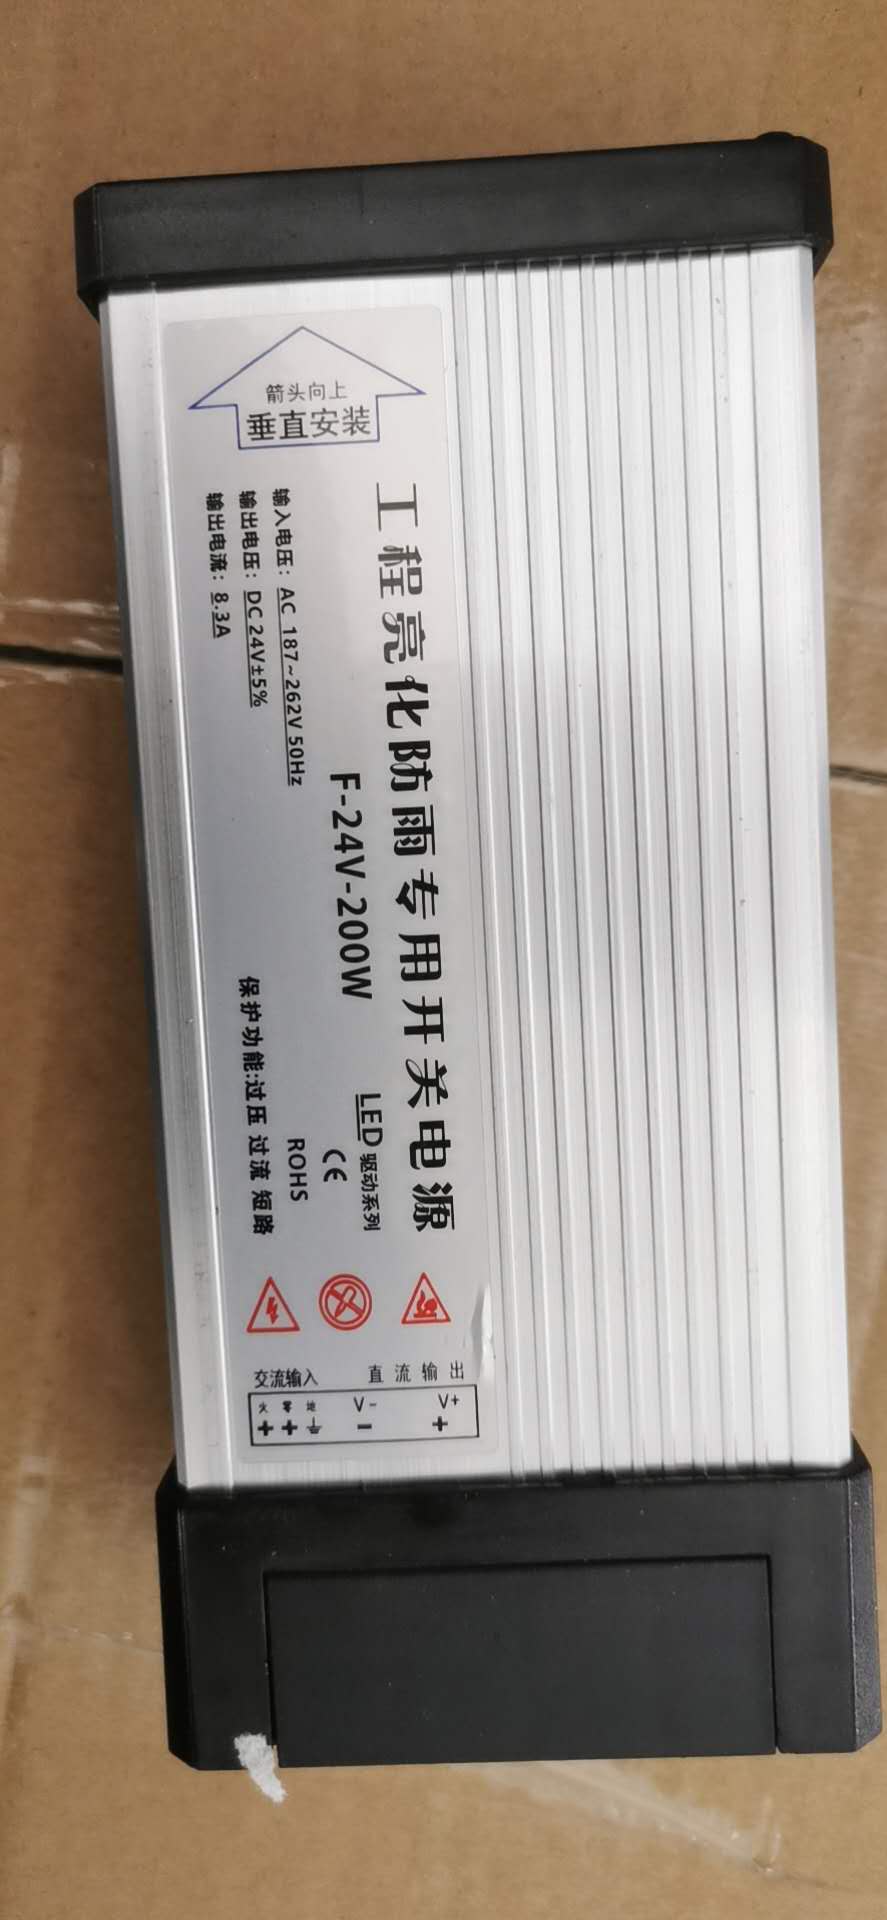 箭头向上
垂直安装
工程亮化防雨专用开关电源
F-24V-200W
输入电压：AC 187~262V 50Hz
输出电压：DC 24V±5%
输出电流：8.3A
LED 驱动系列
CE
ROHS
保护功能:过压 过流 短路
交流输入 直流输出
火 零 地 V- V+